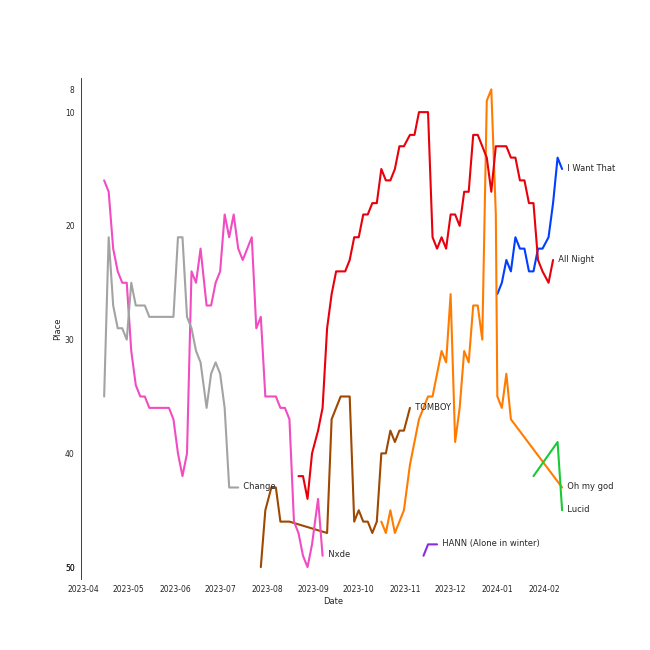 8
10
I Want That
20
All Night
Place
30
TOMBOY
40
Change
Oh my god
Lucid
HANN (Alone in winter)
Nxde
50
2023-04 2023-05 2023-06 2023-07 2023-08 2023-09 2023-10 2023-11 2023-12 2024-01 2024-02
Date